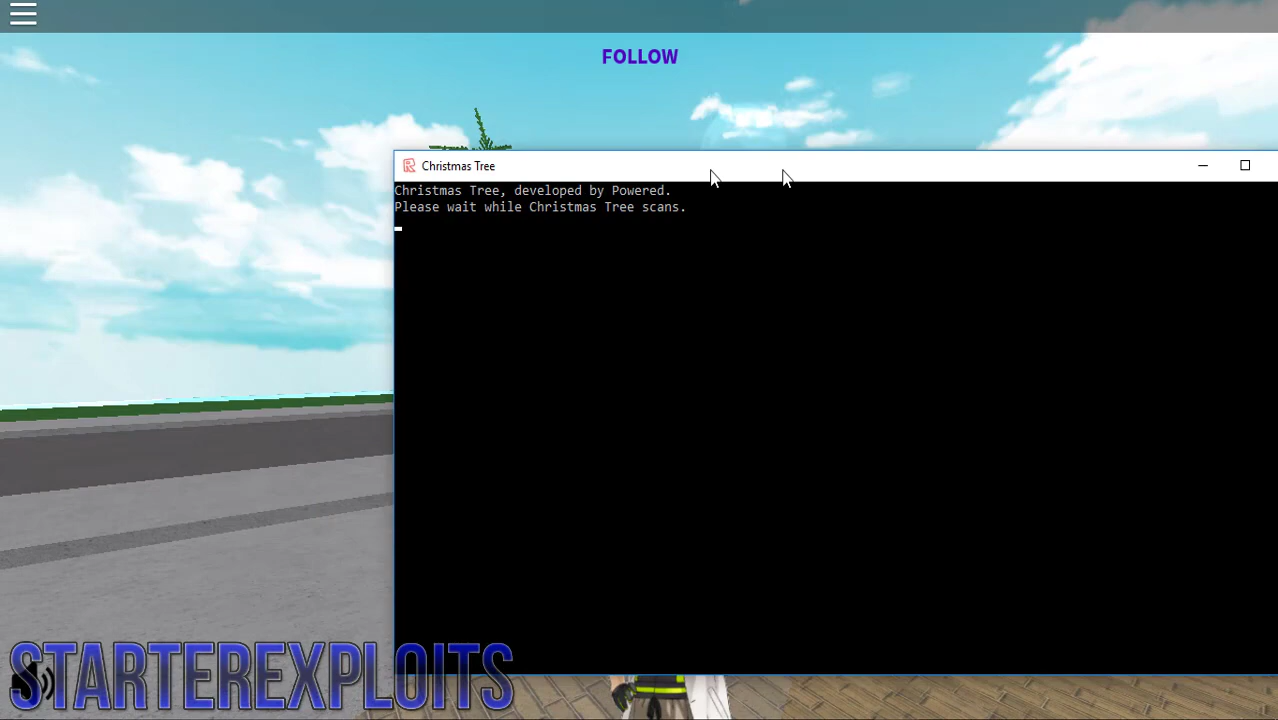 FOLLOW
Christmas Tree
Christmas Tree, developed by Powered.
Please wait while Christmas Tree scans.
STARTEREXPLOITS